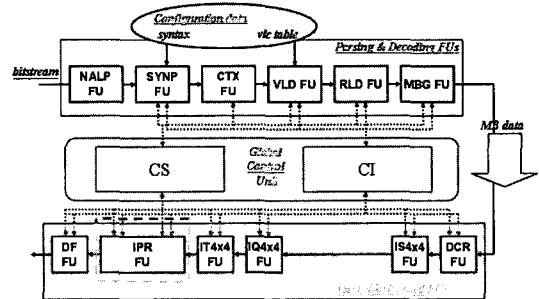 Configuration data
syntax
vlc table
Parsing & Decoding FUs
bitstream
NALP FU
SYNP FU
CTX FU
VLD FU
RLD FU
MBG FU
MB data
CS
Global Control Unit
CI
DF FU
IPR FU
IT4x4 FU
IQ4x4 FU
IS4x4 FU
DCR FU